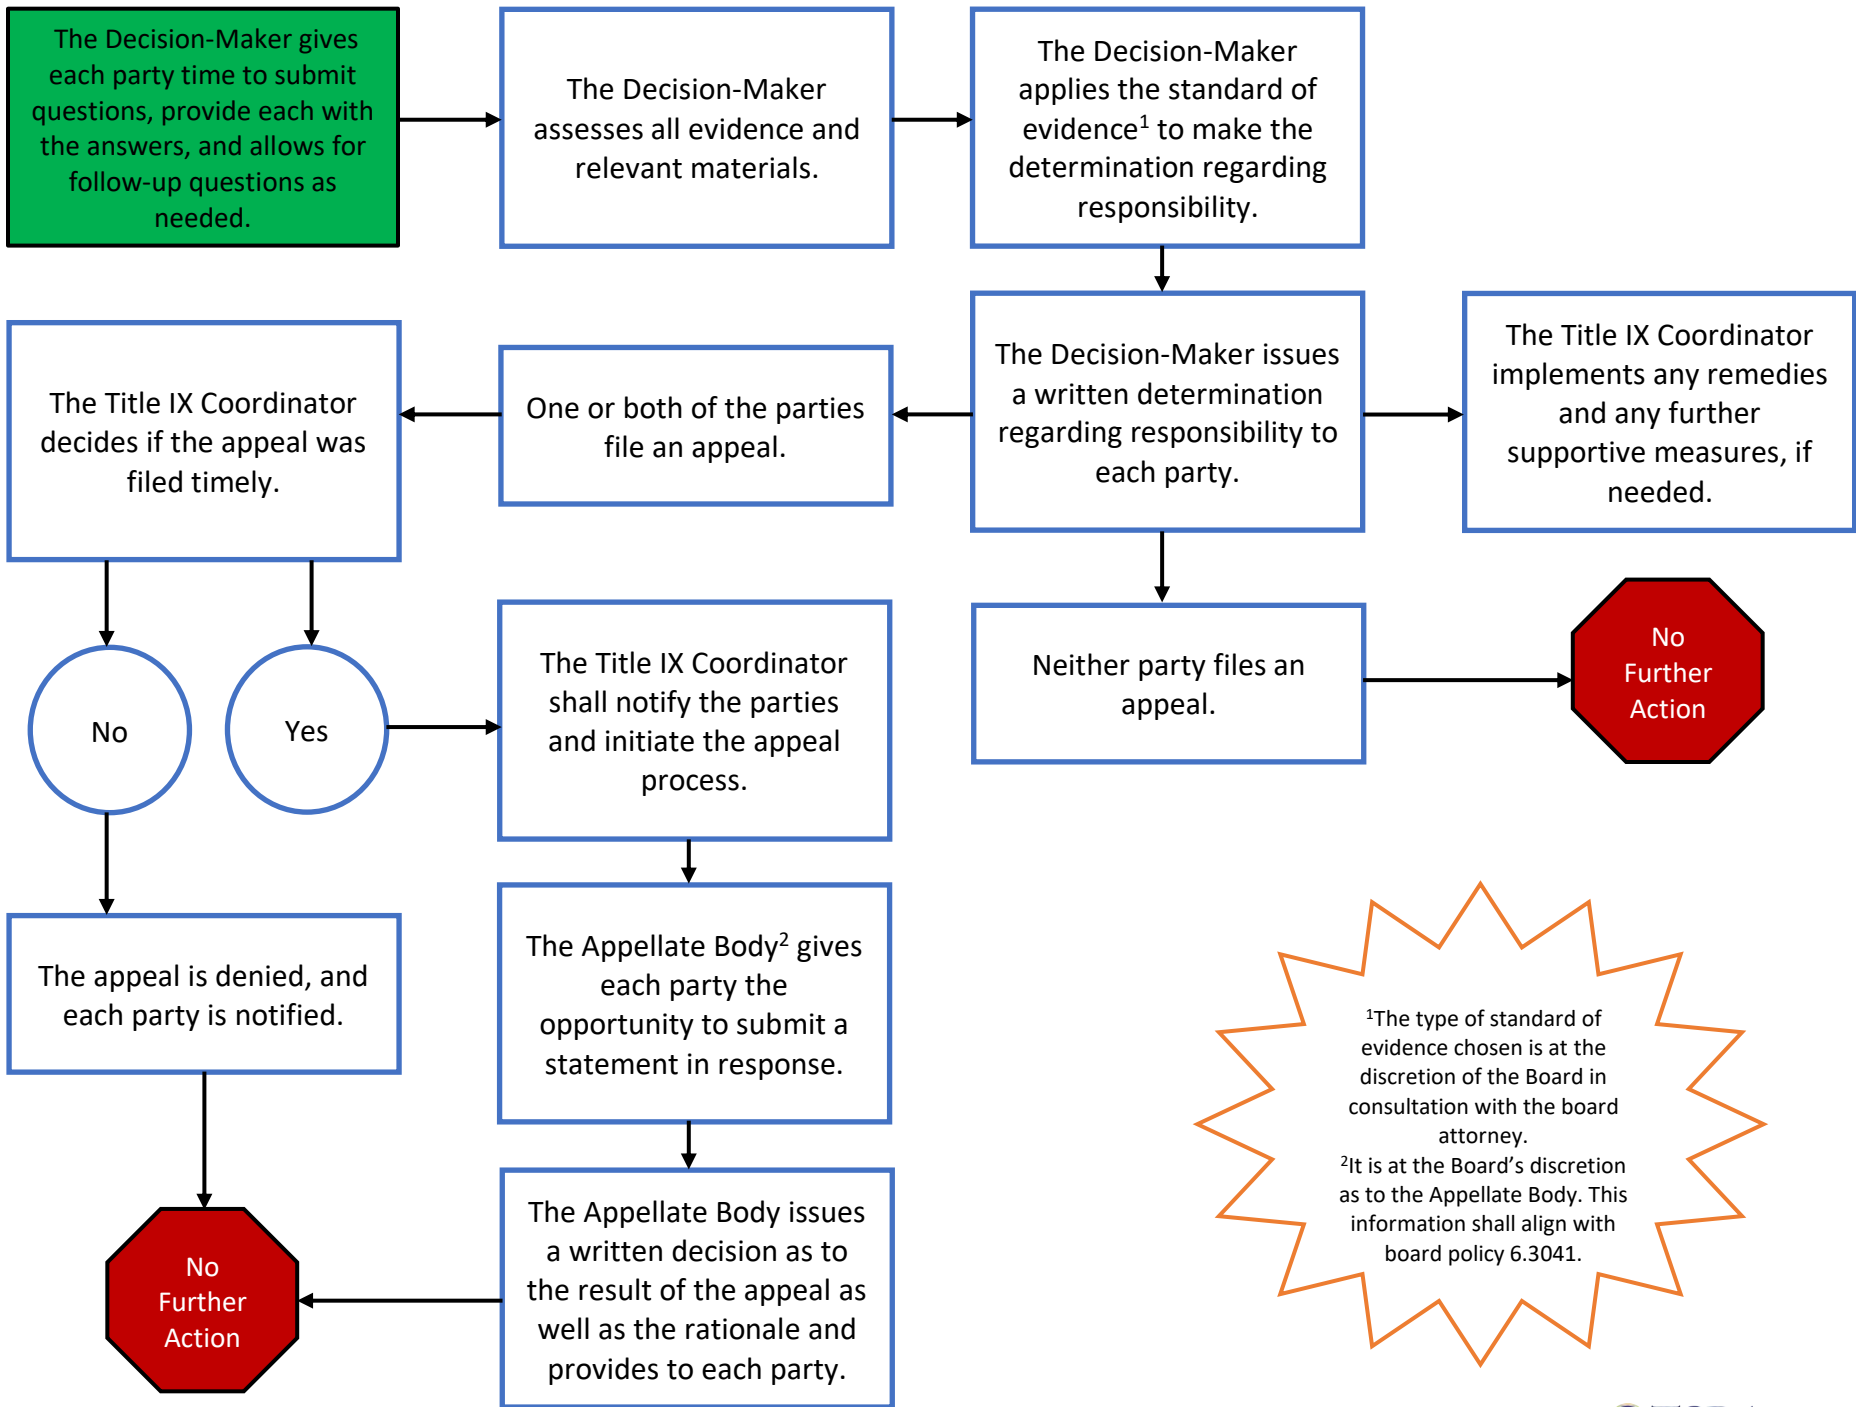 The Decision-Maker gives
each party time to submit
questions, provide each with
the answers, and allows for
follow-up questions as
needed.
The Decision-Maker
assesses all evidence and
relevant materials.
The Decision-Maker
applies the standard of
evidence¹ to make the
determination regarding
responsibility.
The Title IX Coordinator
decides if the appeal was
filed timely.
One or both of the parties
file an appeal.
The Decision-Maker issues
a written determination
regarding responsibility to
each party.
The Title IX Coordinator
implements any remedies
and any further
supportive measures, if
needed.
No
Yes
The Title IX Coordinator
shall notify the parties
and initiate the appeal
process.
Neither party files an
appeal.
No
Further
Action
The appeal is denied, and
each party is notified.
The Appellate Body² gives
each party the
opportunity to submit a
statement in response.
¹The type of standard of
evidence chosen is at the
discretion of the Board in
consultation with the board
attorney.
²It is at the Board’s discretion
as to the Appellate Body. This
information shall align with
board policy 6.3041.
No
Further
Action
The Appellate Body issues
a written decision as to
the result of the appeal as
well as the rationale and
provides to each party.